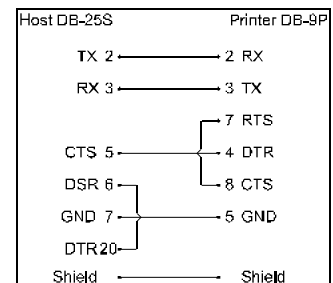 Host DB-25S Printer DB-9P
TX 2 2 RX
RX 3 3 TX
7 RTS
CTS 5 4 DTR
DSR 6 8 CTS
GND 7 5 GND
DTR20
Shield Shield